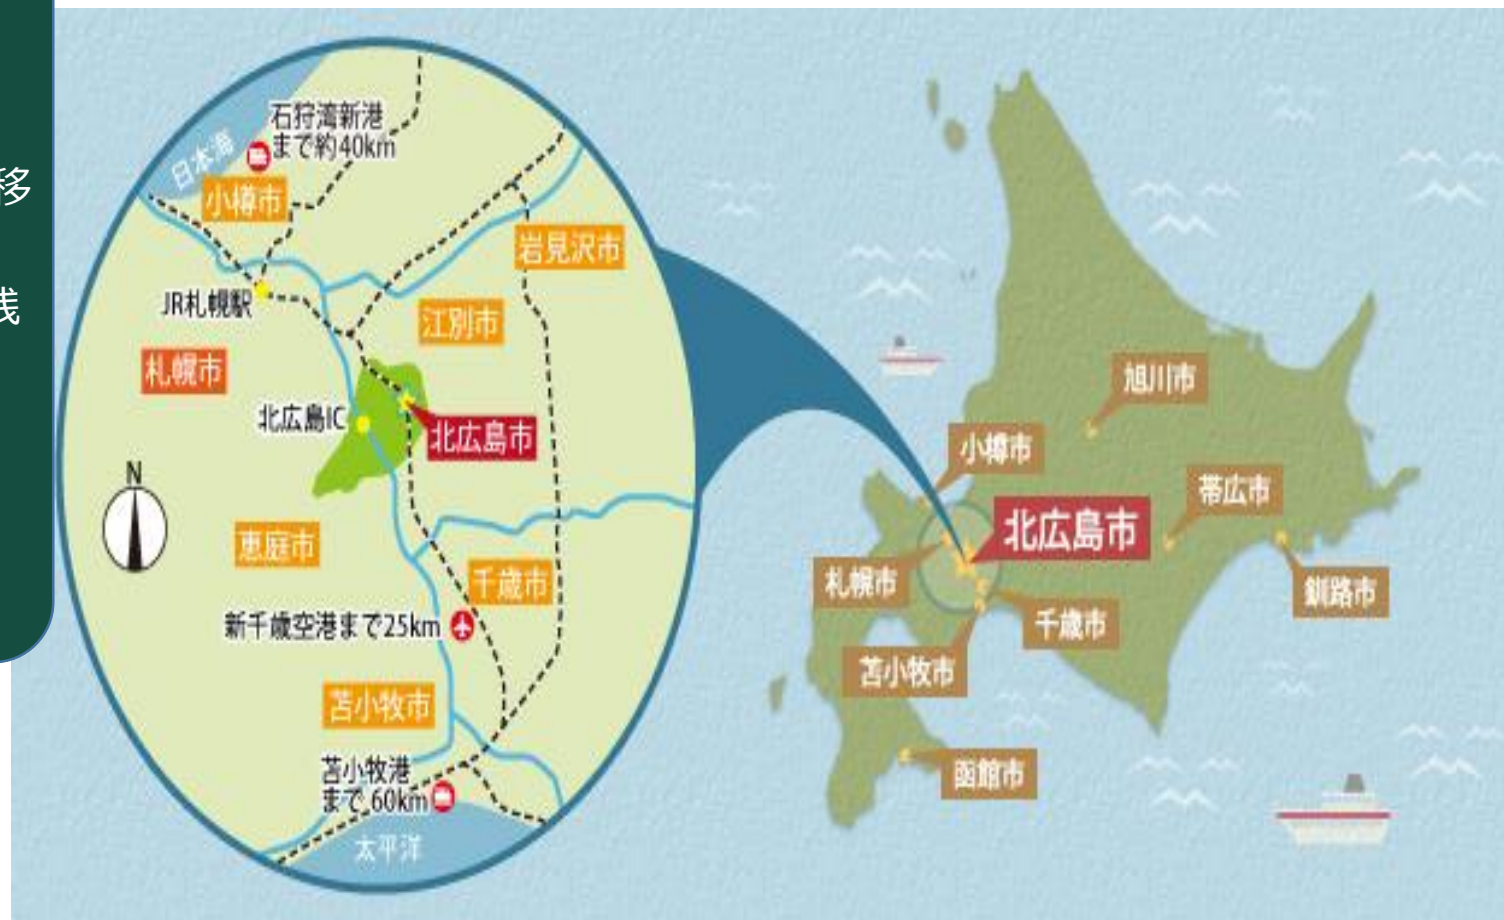 移
石狩湾新港
まで約40km
日本海
小樽市
岩見沢市
JR札幌駅
江別市
札幌市
北広島IC
北広島市
N
恵庭市
千歳市
新千歳空港まで25km
苫小牧市
苫小牧港
まで60km
太平洋
旭川市
小樽市
帯広市
北広島市
札幌市
釧路市
千歳市
苫小牧市
函館市